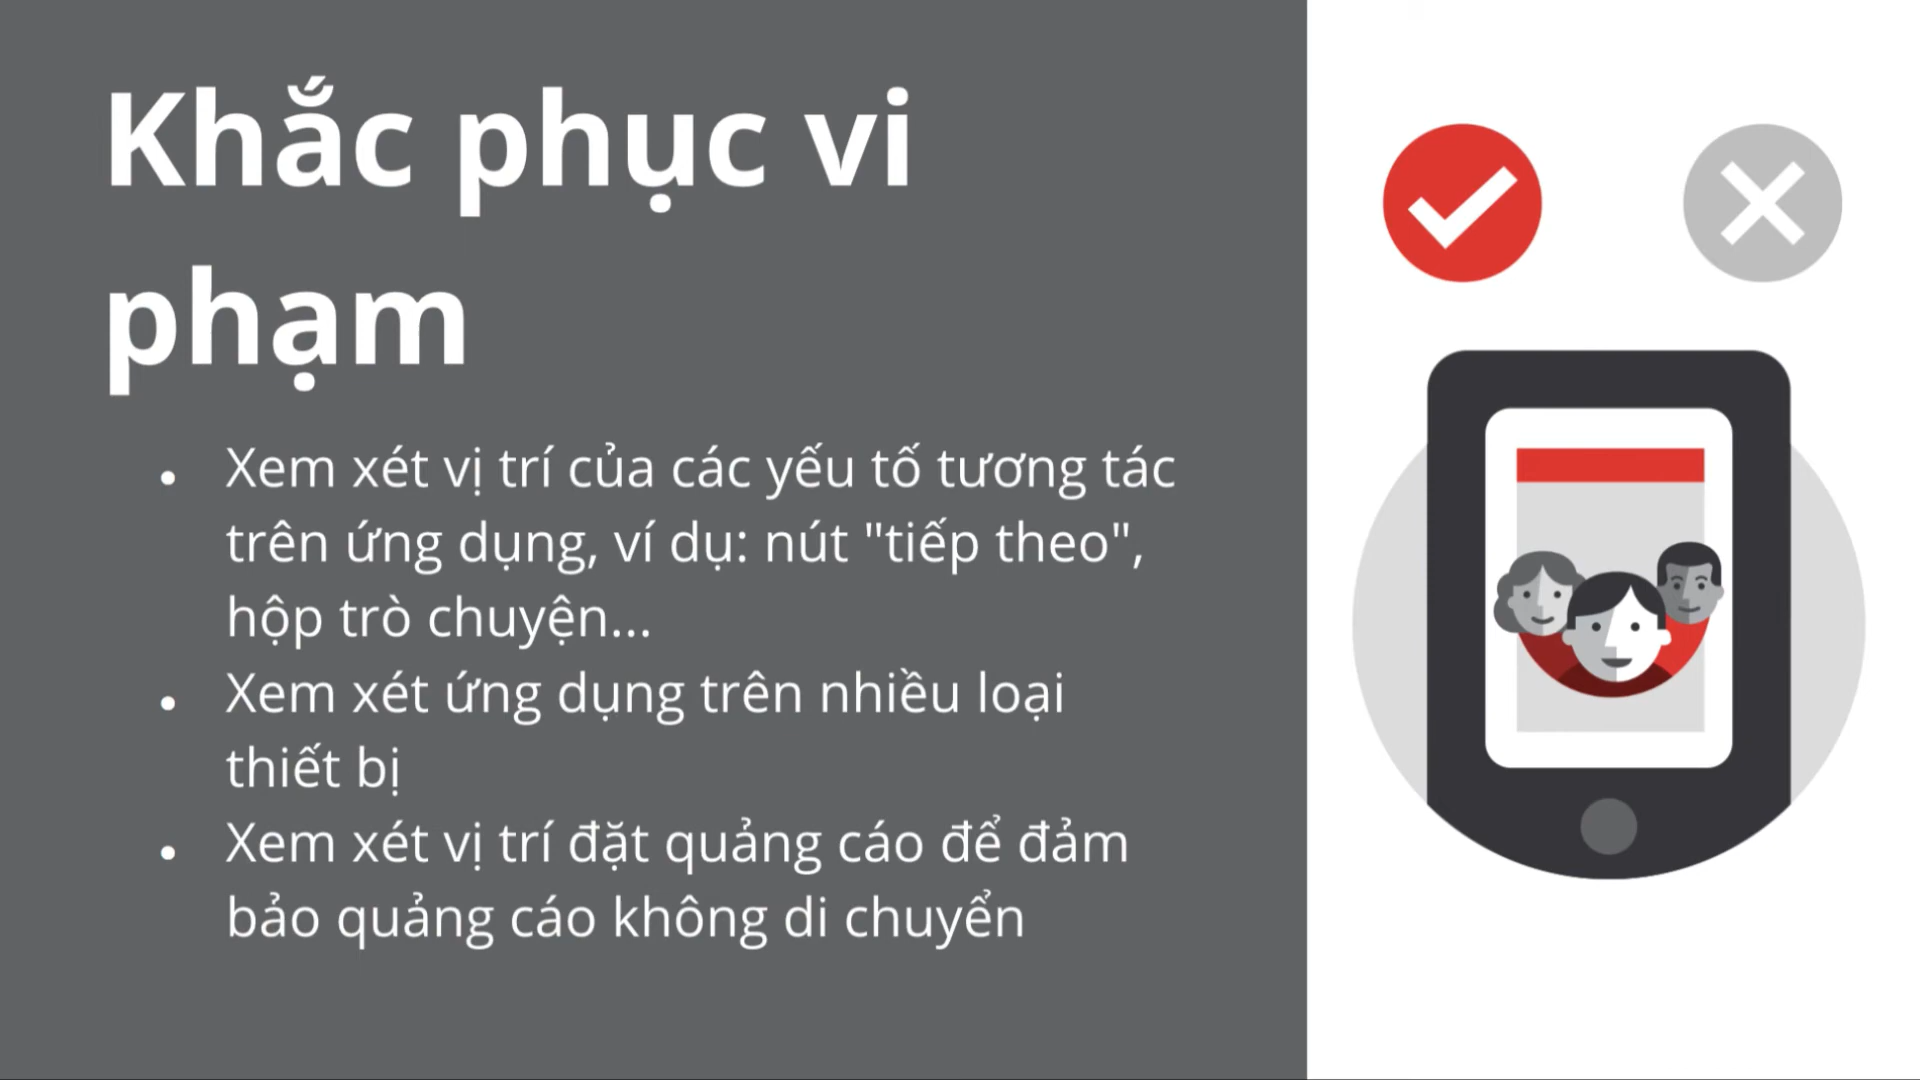 Khắc phục vi
phạm
• Xem xét vị trí của các yếu tố tương tác
trên ứng dụng, ví dụ: nút "tiếp theo",
hộp trò chuyện...
• Xem xét ứng dụng trên nhiều loại
thiết bị
• Xem xét vị trí đặt quảng cáo để đảm
bảo quảng cáo không di chuyển